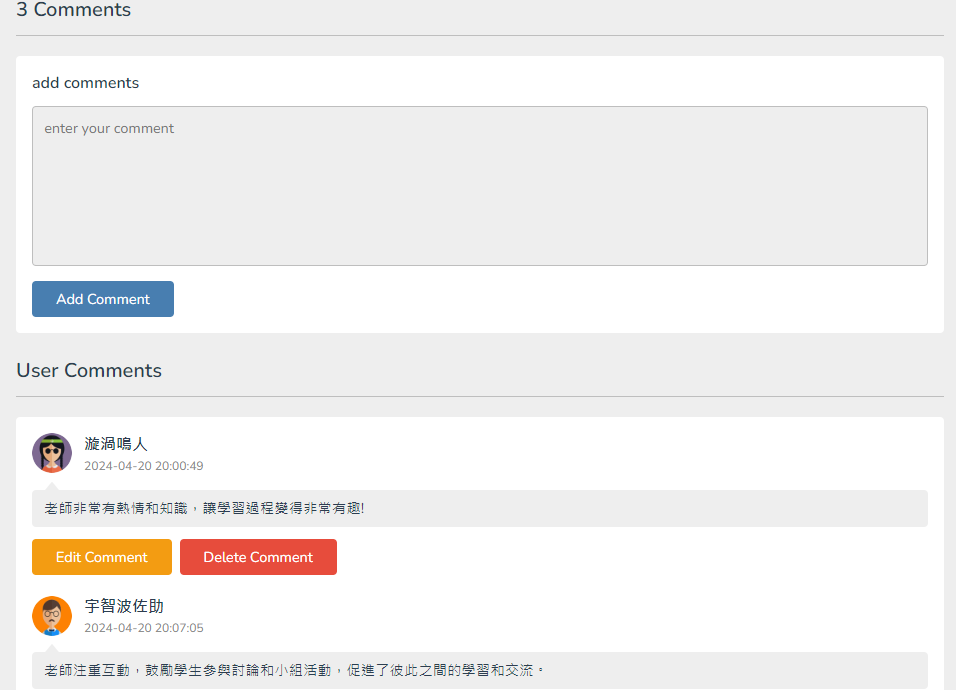 3 Comments
add comments
enter your comment
Add Comment
User Comments
漩渦鳴人
2024-04-20 20:00:49
老師非常有熱情和知識，讓學習過程變得非常有趣!
Edit Comment Delete Comment
宇智波佐助
2024-04-20 20:07:05
老師注重互動，鼓勵學生參與討論和小組活動，促進了彼此之間的學習和交流。